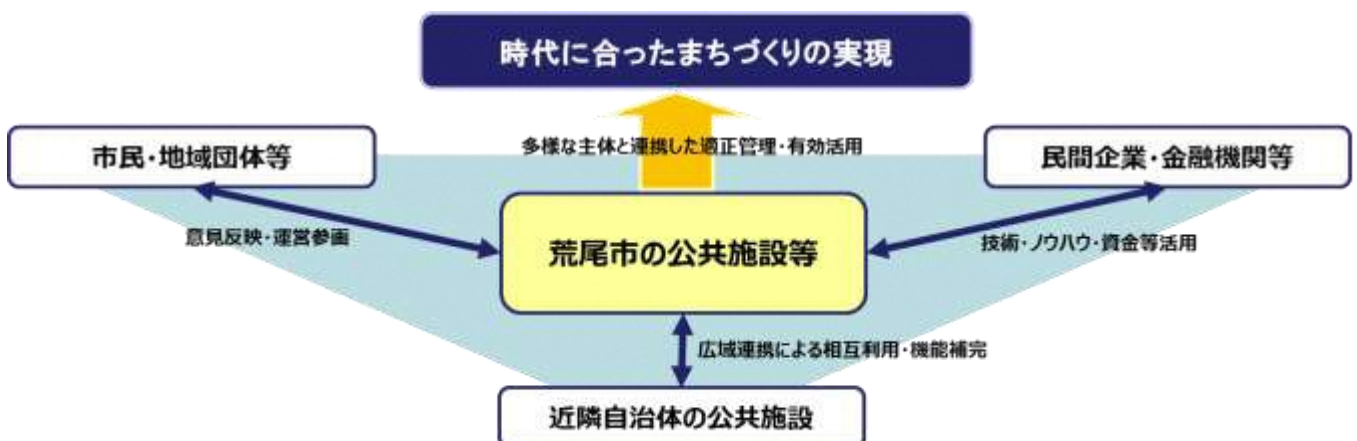 時代に合ったまちづくりの実現
多様な主体と連携した適正管理・有効活用
市民・地域団体等
民間企業・金融機関等
意見反映・運営参画
荒尾市の公共施設等
技術・ノウハウ・資金等活用
広域連携による相互利用・機能補完
近隣自治体の公共施設